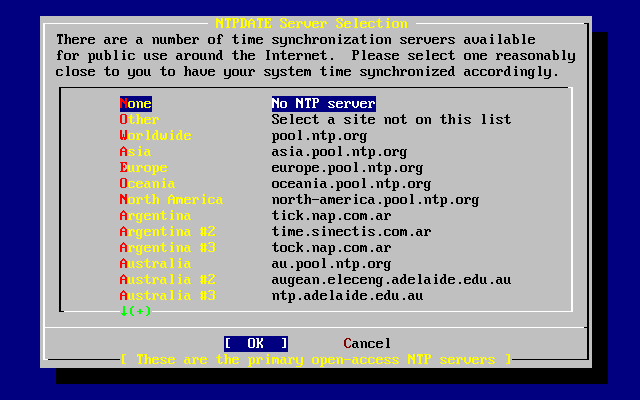 NTPDATE Server Selection
There are a number of time synchronization servers available
for public use around the Internet.  Please select one reasonably
close to you to have your system time synchronized accordingly.
None No NTP server
Other Select a site not on this list
Worldwide pool.ntp.org
Asia asia.pool.ntp.org
Europe europe.pool.ntp.org
Oceania oceania.pool.ntp.org
North America north-america.pool.ntp.org
Argentina tick.nap.com.ar
Argentina #2 time.sinectis.com.ar
Argentina #3 tock.nap.com.ar
Australia au.pool.ntp.org
Australia #2 augean.eleceng.adelaide.edu.au
Australia #3 ntp.adelaide.edu.au
↓(+)
[  OK  ] Cancel
[ These are the primary open-access NTP servers ]